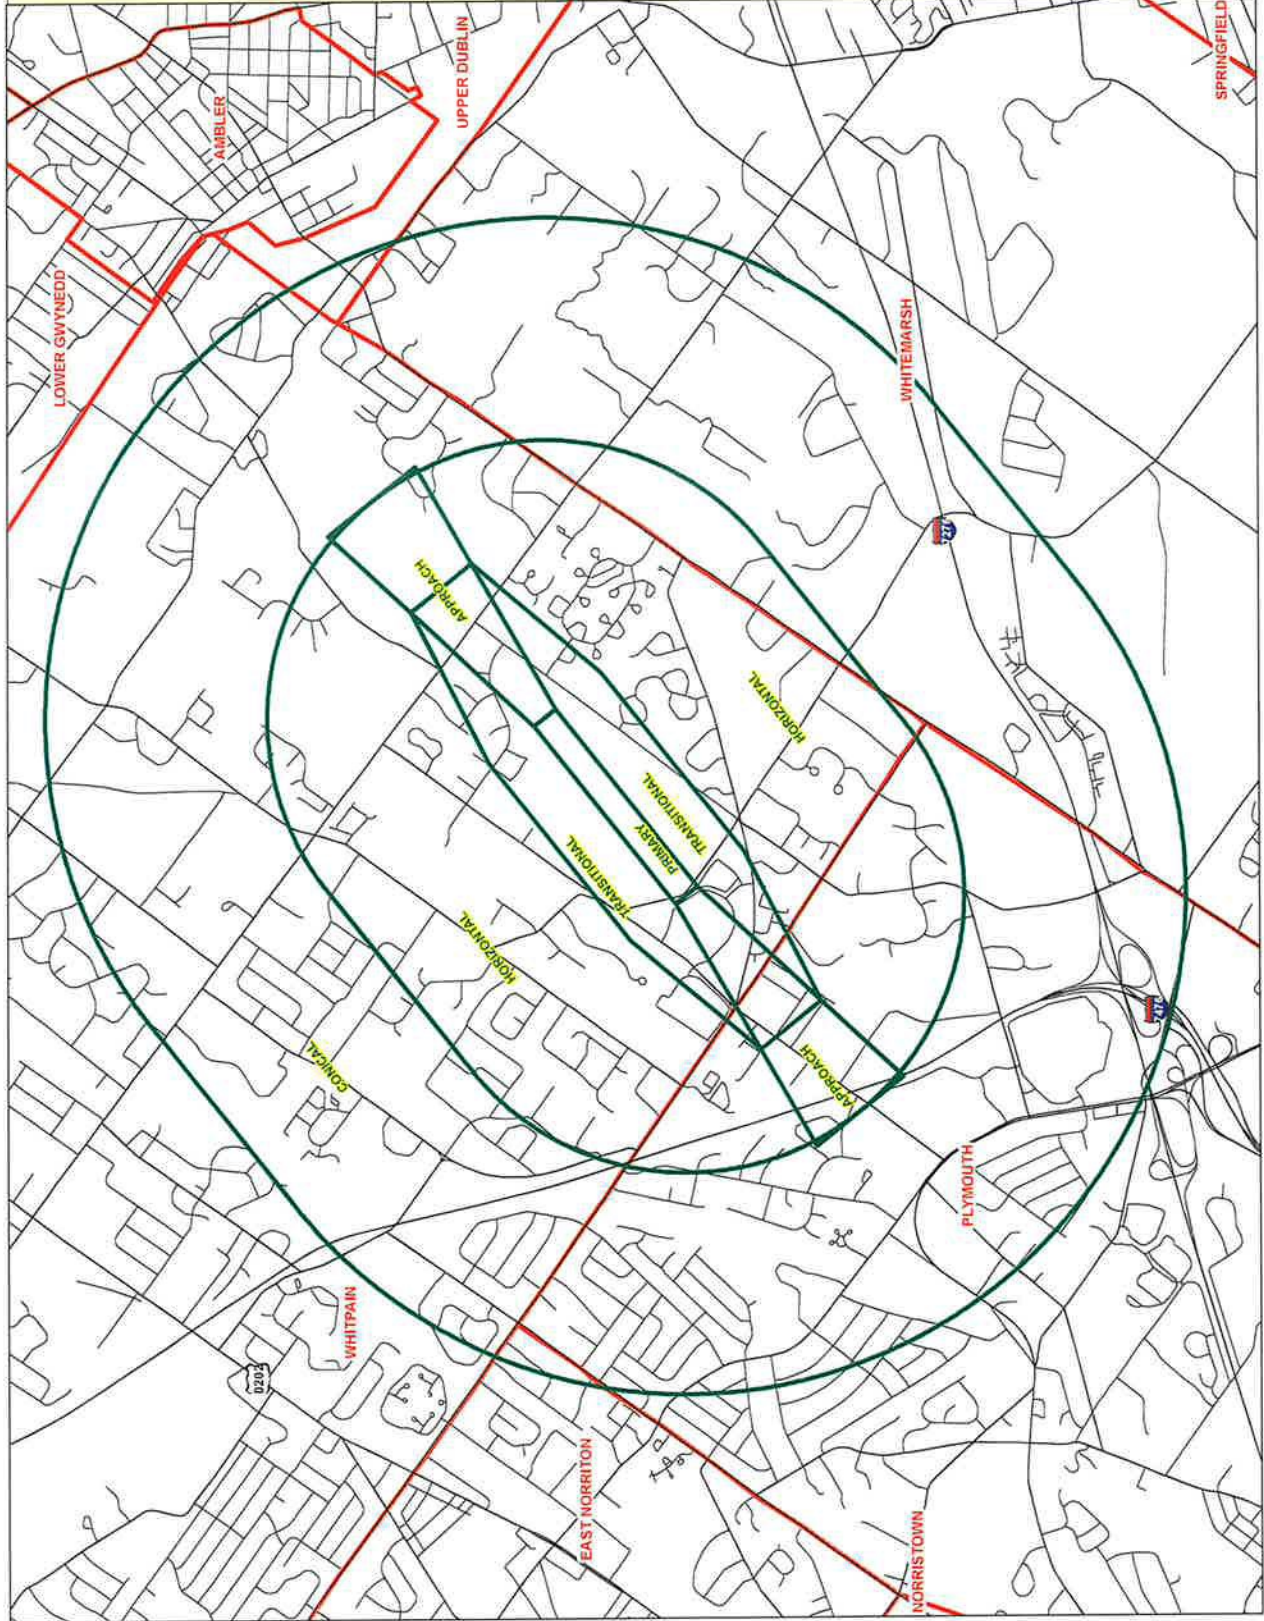 LOWER GWYNEDD
AMBLER
0202
CONICAL
WHITPAIN
APPROACH
UPPER DUBLIN
HORIZONTAL
EAST NORRITON
TRANSITIONAL
PRIMARY
TRANSITIONAL
HORIZONTAL
APPROACH
WHITEMARSH
NORRISTOWN
PLYMOUTH
SPRINGFIELD